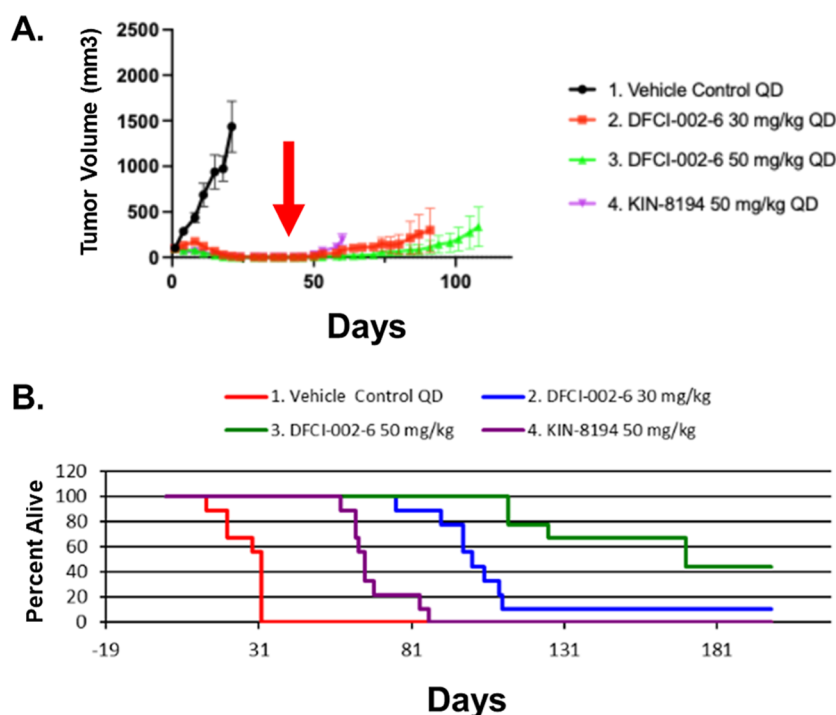 A.
Tumor Volume (mm3)
2500
2000
1500
1000
500
0
0
50
100
Days
1. Vehicle Control QD
2. DFCI-002-6 30 mg/kg QD
3. DFCI-002-6 50 mg/kg QD
4. KIN-8194 50 mg/kg QD
B.
1. Vehicle Control QD
2. DFCI-002-6 30 mg/kg
3. DFCI-002-6 50 mg/kg
4. KIN-8194 50 mg/kg
Percent Alive
120
100
80
60
40
20
0
-19
31
81
131
181
Days